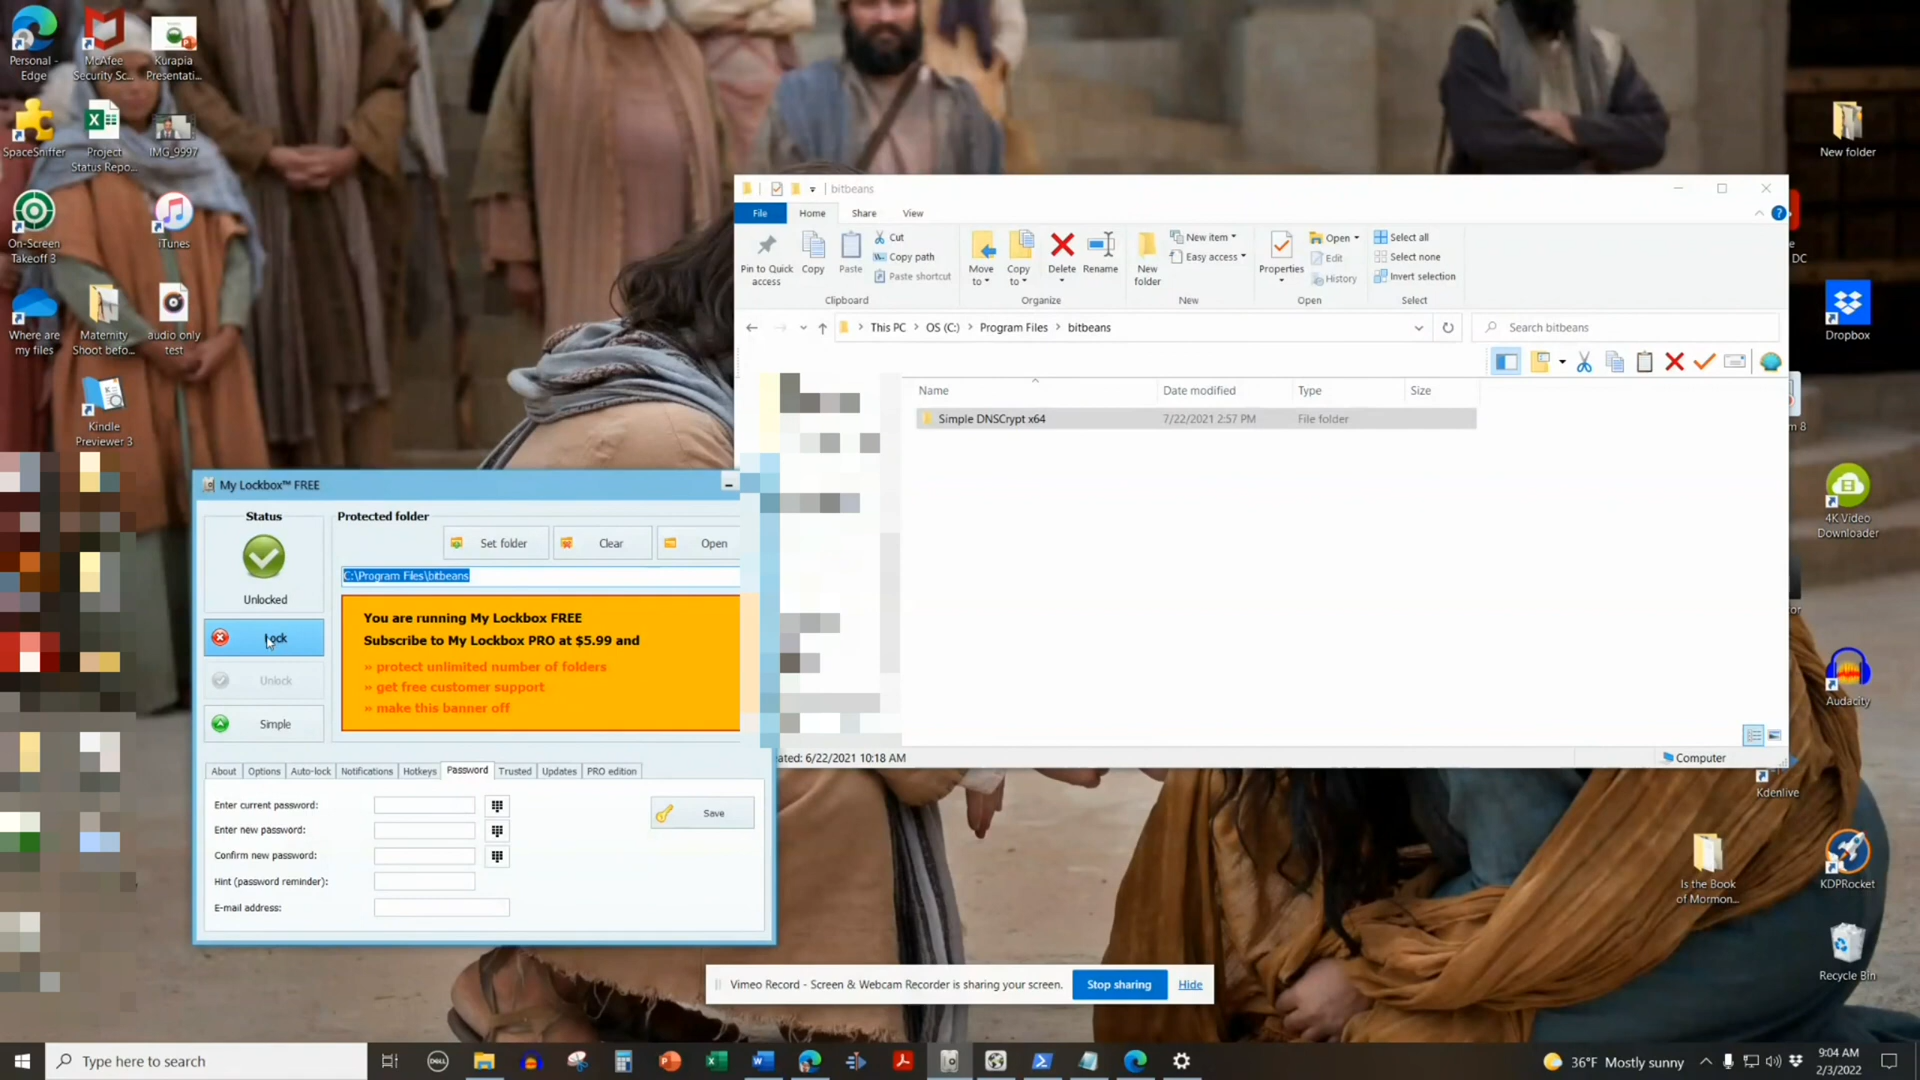 Personal -
Edge
McAfee
Security Sc...
Kurapia
Presentati...
SpaceSniffer
Project
Status Repo...
IMG_9997
On-Screen
Takeoff 3
iTunes
Where are
my files
Maternity
Shoot befo...
audio only
test
Kindle
Previewer 3
bitbeans
File
Home
Share
View
Pin to Quick
access
Copy
Paste
Cut
Copy path
Paste shortcut
Clipboard
Move
to
Copy
to
Delete
Rename
Organize
New
folder
New item
Easy access
New
Properties
Open
Edit
History
Open
Select all
Select none
Invert selection
Select
This PC > OS (C:) > Program Files > bitbeans
Search bitbeans
Name
Date modified
Type
Size
Simple DNSCrypt x64
7/22/2021 2:57 PM
File folder
ated: 6/22/2021 10:18 AM
Computer
My Lockbox™ FREE
Status
Unlocked
Lock
Unlock
Simple
Protected folder
Set folder
Clear
Open
C:\Program Files\bitbeans
You are running My Lockbox FREE
Subscribe to My Lockbox PRO at $5.99 and
» protect unlimited number of folders
» get free customer support
» make this banner off
About
Options
Auto-lock
Notifications
Hotkeys
Password
Trusted
Updates
PRO edition
Enter current password:
Enter new password:
Confirm new password:
Hint (password reminder):
E-mail address:
Save
New folder
DC
Dropbox
4K Video
Downloader
Audacity
Kdenlive
Is the Book
of Mormon...
KDPRocket
Recycle Bin
Vimeo Record - Screen & Webcam Recorder is sharing your screen.
Stop sharing
Hide
Type here to search
DELL
36°F Mostly sunny
9:04 AM
2/3/2022